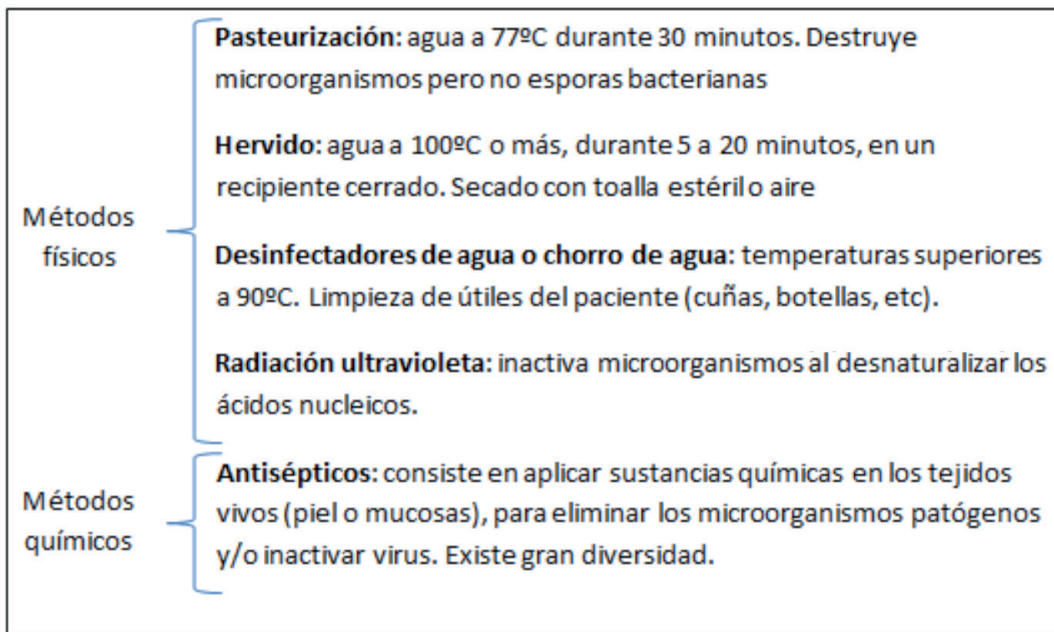 Métodos
físicos
Pasteurización: agua a 77ºC durante 30 minutos. Destruye
microorganismos pero no esporas bacterianas
Hervido: agua a 100ºC o más, durante 5 a 20 minutos, en un
recipiente cerrado. Secado con toalla estéril o aire
Desinfectadores de agua o chorro de agua: temperaturas superiores
a 90ºC. Limpieza de útiles del paciente (cuñas, botellas, etc).
Radiación ultravioleta: inactiva microorganismos al desnaturalizar los
ácidos nucleicos.
Métodos
químicos
Antisépticos: consiste en aplicar sustancias químicas en los tejidos
vivos (piel o mucosas), para eliminar los microorganismos patógenos
y/o inactivar virus. Existe gran diversidad.